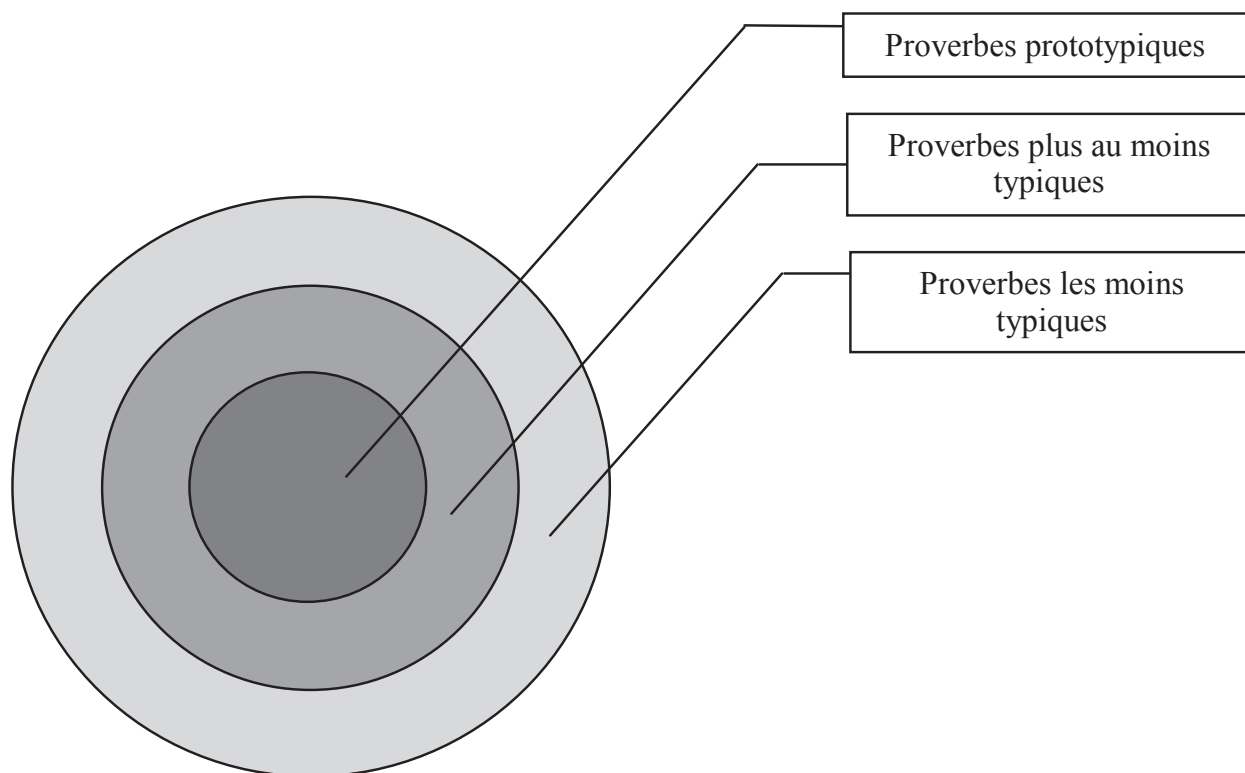 Proverbes prototypiques
Proverbes plus au moins
typiques
Proverbes les moins
typiques